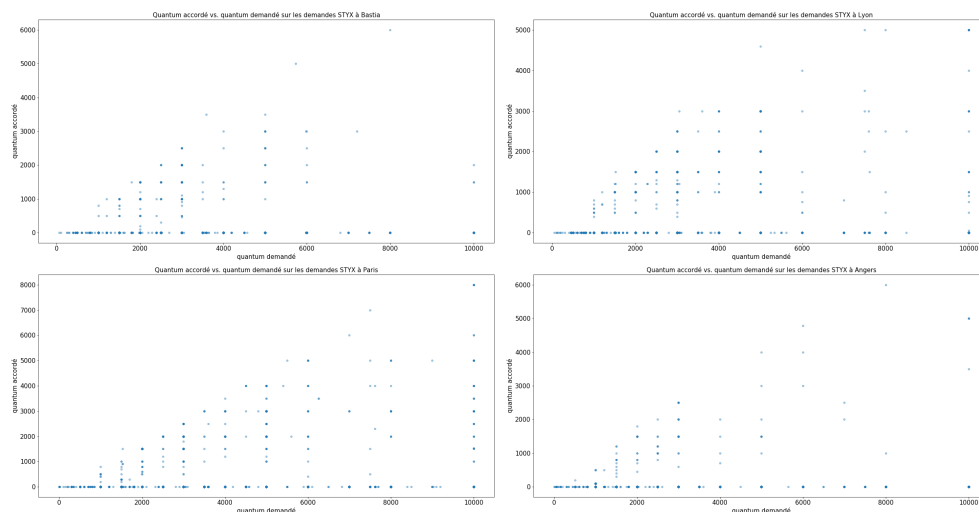 Quantum accordé vs. quantum demandé sur les demandes STYX à Bastia
6000
5000
4000
3000
2000
1000
0
quantum accordé
0 2000 4000 6000 8000 10000
quantum demandé
Quantum accordé vs. quantum demandé sur les demandes STYX à Lyon
5000
4000
3000
2000
1000
0
quantum accordé
0 2000 4000 6000 8000 10000
quantum demandé
Quantum accordé vs. quantum demandé sur les demandes STYX à Paris
8000
7000
6000
5000
4000
3000
2000
1000
0
quantum accordé
0 2000 4000 6000 8000 10000
quantum demandé
Quantum accordé vs. quantum demandé sur les demandes STYX à Angers
6000
5000
4000
3000
2000
1000
0
quantum accordé
0 2000 4000 6000 8000 10000
quantum demandé